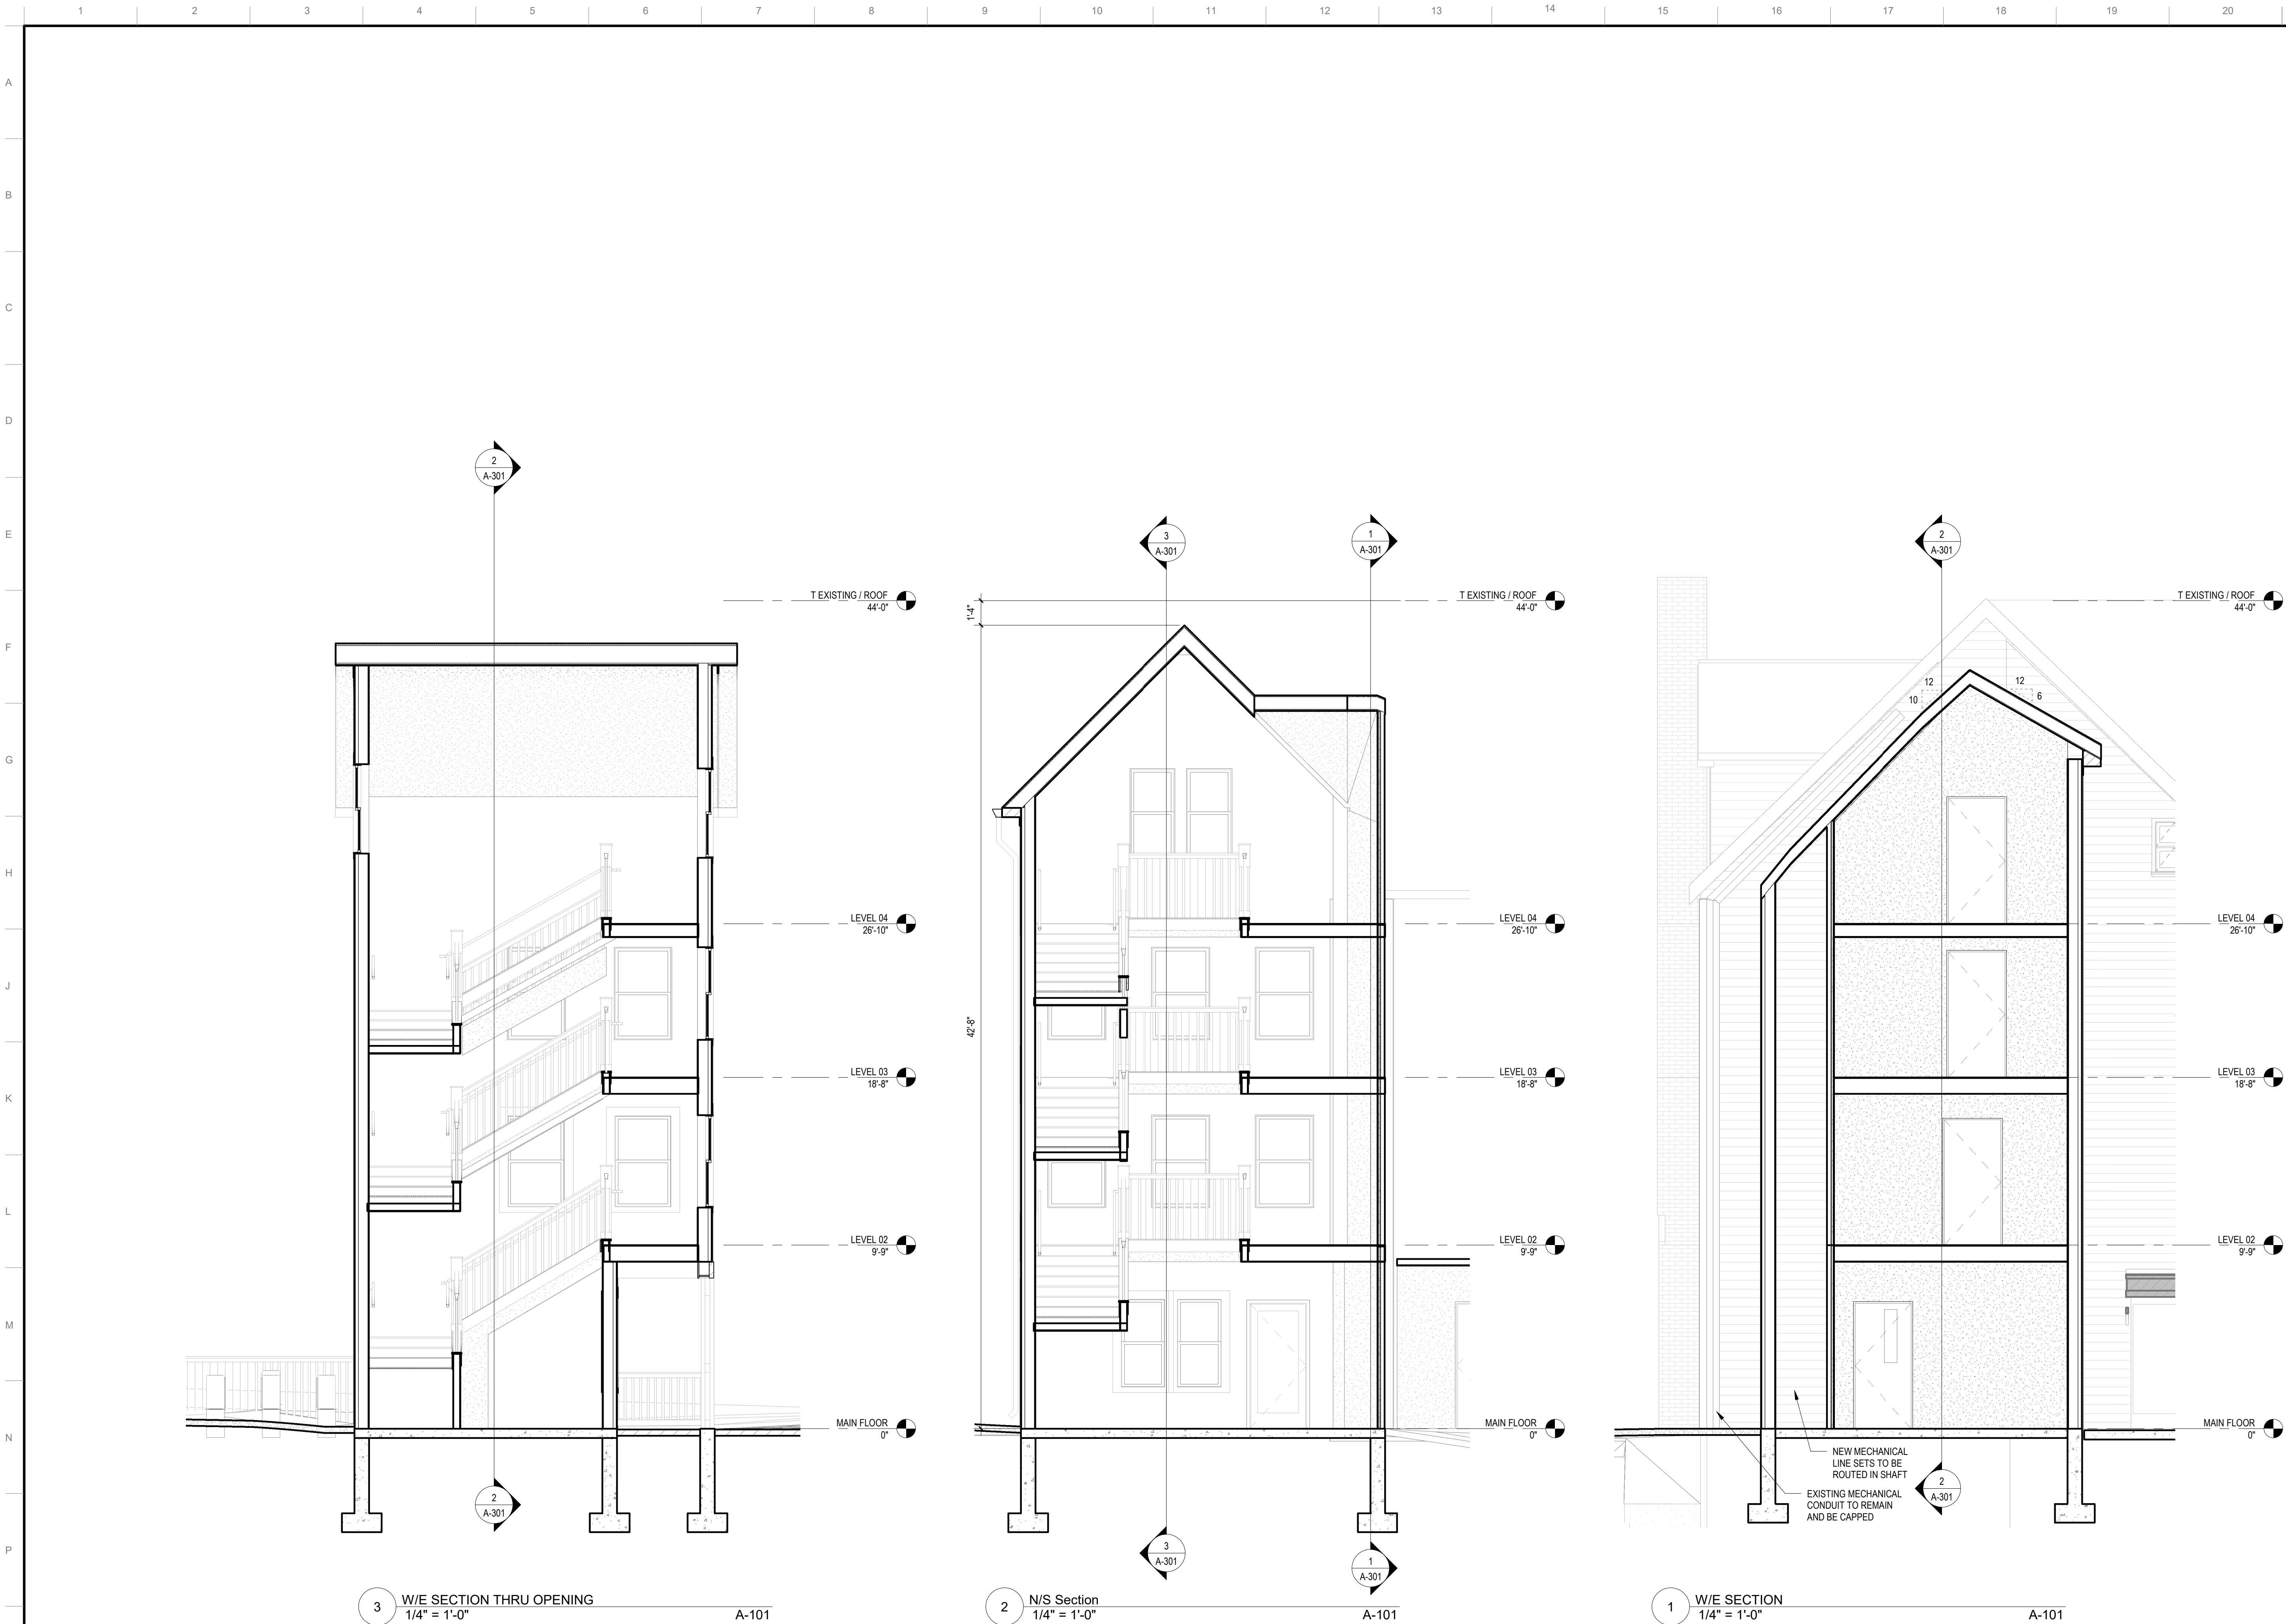 1 2 3 4 5 6 7 8 9 10 11 12 13 14 15 16 17 18 19 20
A
B
C
D
E
F
G
H
J
K
L
M
N
P
2
A-301
T EXISTING / ROOF
44'-0"
LEVEL 04
26'-10"
LEVEL 03
18'-8"
LEVEL 02
9'-9"
MAIN FLOOR
0"
2
A-301
3 W/E SECTION THRU OPENING
1/4" = 1'-0" A-101
3
A-301
1
A-301
1'-4"
42'-8"
T EXISTING / ROOF
44'-0"
LEVEL 04
26'-10"
LEVEL 03
18'-8"
LEVEL 02
9'-9"
MAIN FLOOR
0"
3
A-301
1
A-301
2 N/S Section
1/4" = 1'-0" A-101
2
A-301
T EXISTING / ROOF
44'-0"
12
10
12
6
LEVEL 04
26'-10"
LEVEL 03
18'-8"
LEVEL 02
9'-9"
MAIN FLOOR
0"
NEW MECHANICAL
LINE SETS TO BE
ROUTED IN SHAFT
EXISTING MECHANICAL
CONDUIT TO REMAIN
AND BE CAPPED
2
A-301
1 W/E SECTION
1/4" = 1'-0" A-101